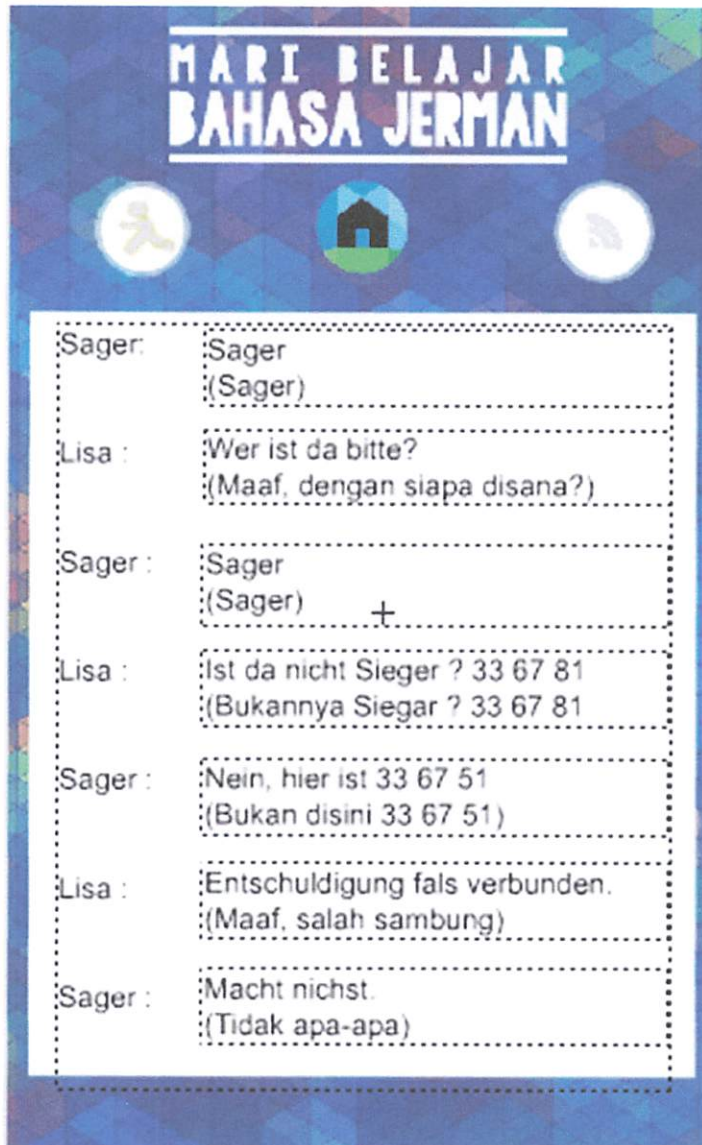 MARI BELAJAR
BAHASA JERMAN
Sager: Sager
(Sager)
Lisa : Wer ist da bitte?
(Maaf, dengan siapa disana?)
Sager : Sager
(Sager)
Lisa : Ist da nicht Sieger ? 33 67 81
(Bukannya Siegar ? 33 67 81
Sager : Nein, hier ist 33 67 51
(Bukan disini 33 67 51)
Lisa : Entschuldigung fals verbunden.
(Maaf, salah sambung)
Sager : Macht nichst.
(Tidak apa-apa)